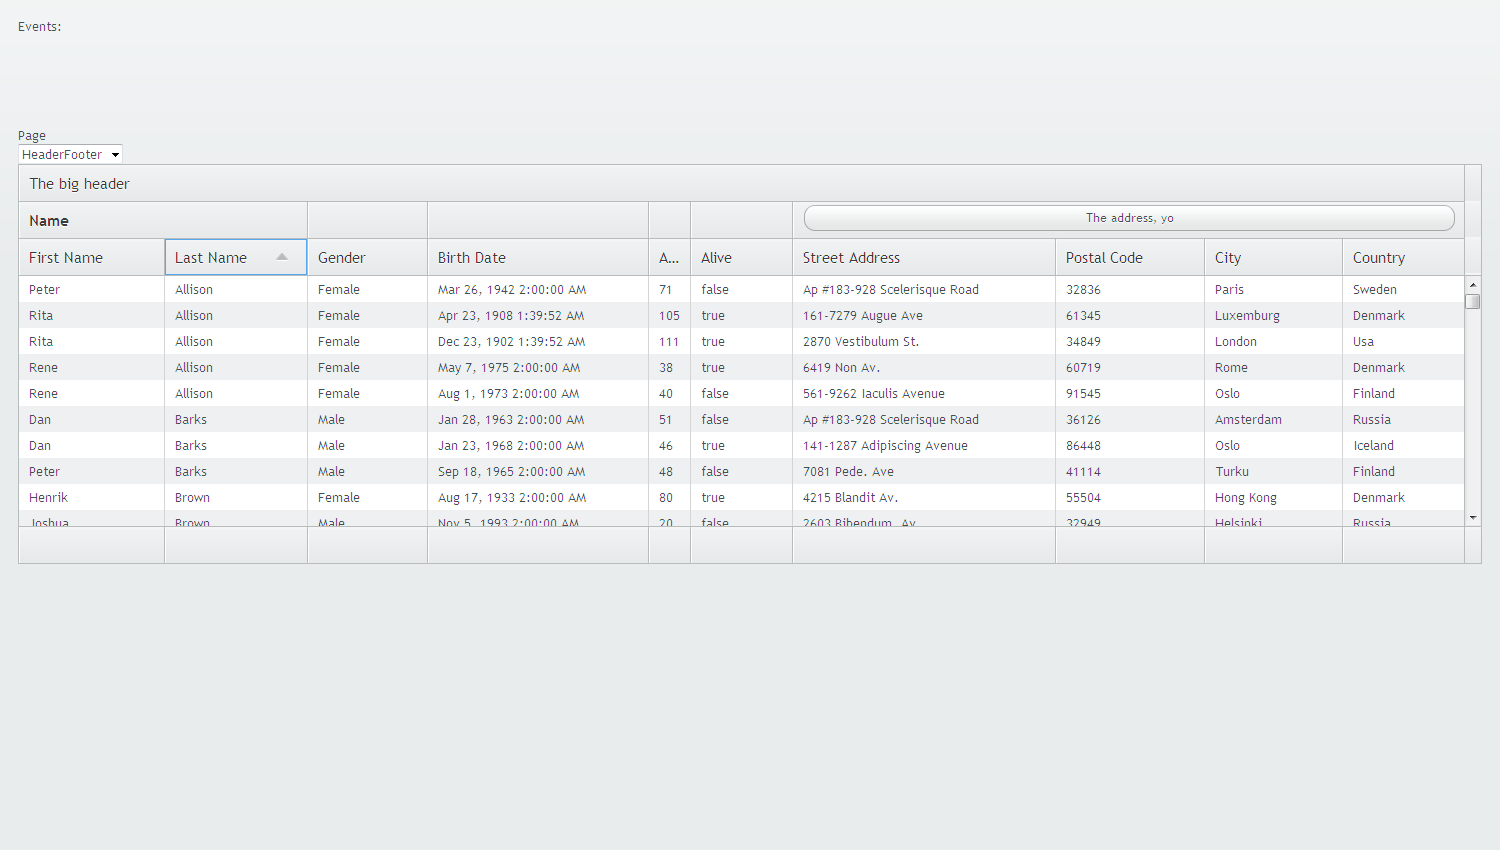 Events:
Page
HeaderFooter
The big header
Name The address, yo
First Name Last Name Gender Birth Date A... Alive Street Address Postal Code City Country
Peter Allison Female Mar 26, 1942 2:00:00 AM 71 false Ap #183-928 Scelerisque Road 32836 Paris Sweden
Rita Allison Female Apr 23, 1908 1:39:52 AM 105 true 161-7279 Augue Ave 61345 Luxemburg Denmark
Rita Allison Female Dec 23, 1902 1:39:52 AM 111 true 2870 Vestibulum St. 34849 London Usa
Rene Allison Female May 7, 1975 2:00:00 AM 38 true 6419 Non Av. 60719 Rome Denmark
Rene Allison Female Aug 1, 1973 2:00:00 AM 40 false 561-9262 Iaculis Avenue 91545 Oslo Finland
Dan Barks Male Jan 28, 1963 2:00:00 AM 51 false Ap #183-928 Scelerisque Road 36126 Amsterdam Russia
Dan Barks Male Jan 23, 1968 2:00:00 AM 46 true 141-1287 Adipiscing Avenue 86448 Oslo Iceland
Peter Barks Male Sep 18, 1965 2:00:00 AM 48 false 7081 Pede. Ave 41114 Turku Finland
Henrik Brown Female Aug 17, 1933 2:00:00 AM 80 true 4215 Blandit Av. 55504 Hong Kong Denmark
Joshua Brown Male Nov 5, 1993 2:00:00 AM 20 false 2603 Bibendum. Av 32949 Helsinki Russia